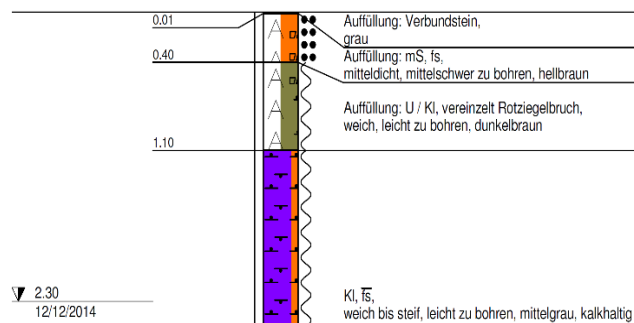 0.01
Auffüllung: Verbundstein,
grau
0.40
Auffüllung: mS, fs,
mitteldicht, mittelschwer zu bohren, hellbraun
Auffüllung: U / Kl, vereinzelt Rotziegelbruch,
weich, leicht zu bohren, dunkelbraun
1.10
2.30
12/12/2014
Kl, f̅s̅,
weich bis steif, leicht zu bohren, mittelgrau, kalkhaltig
A
A
A
A
A
A